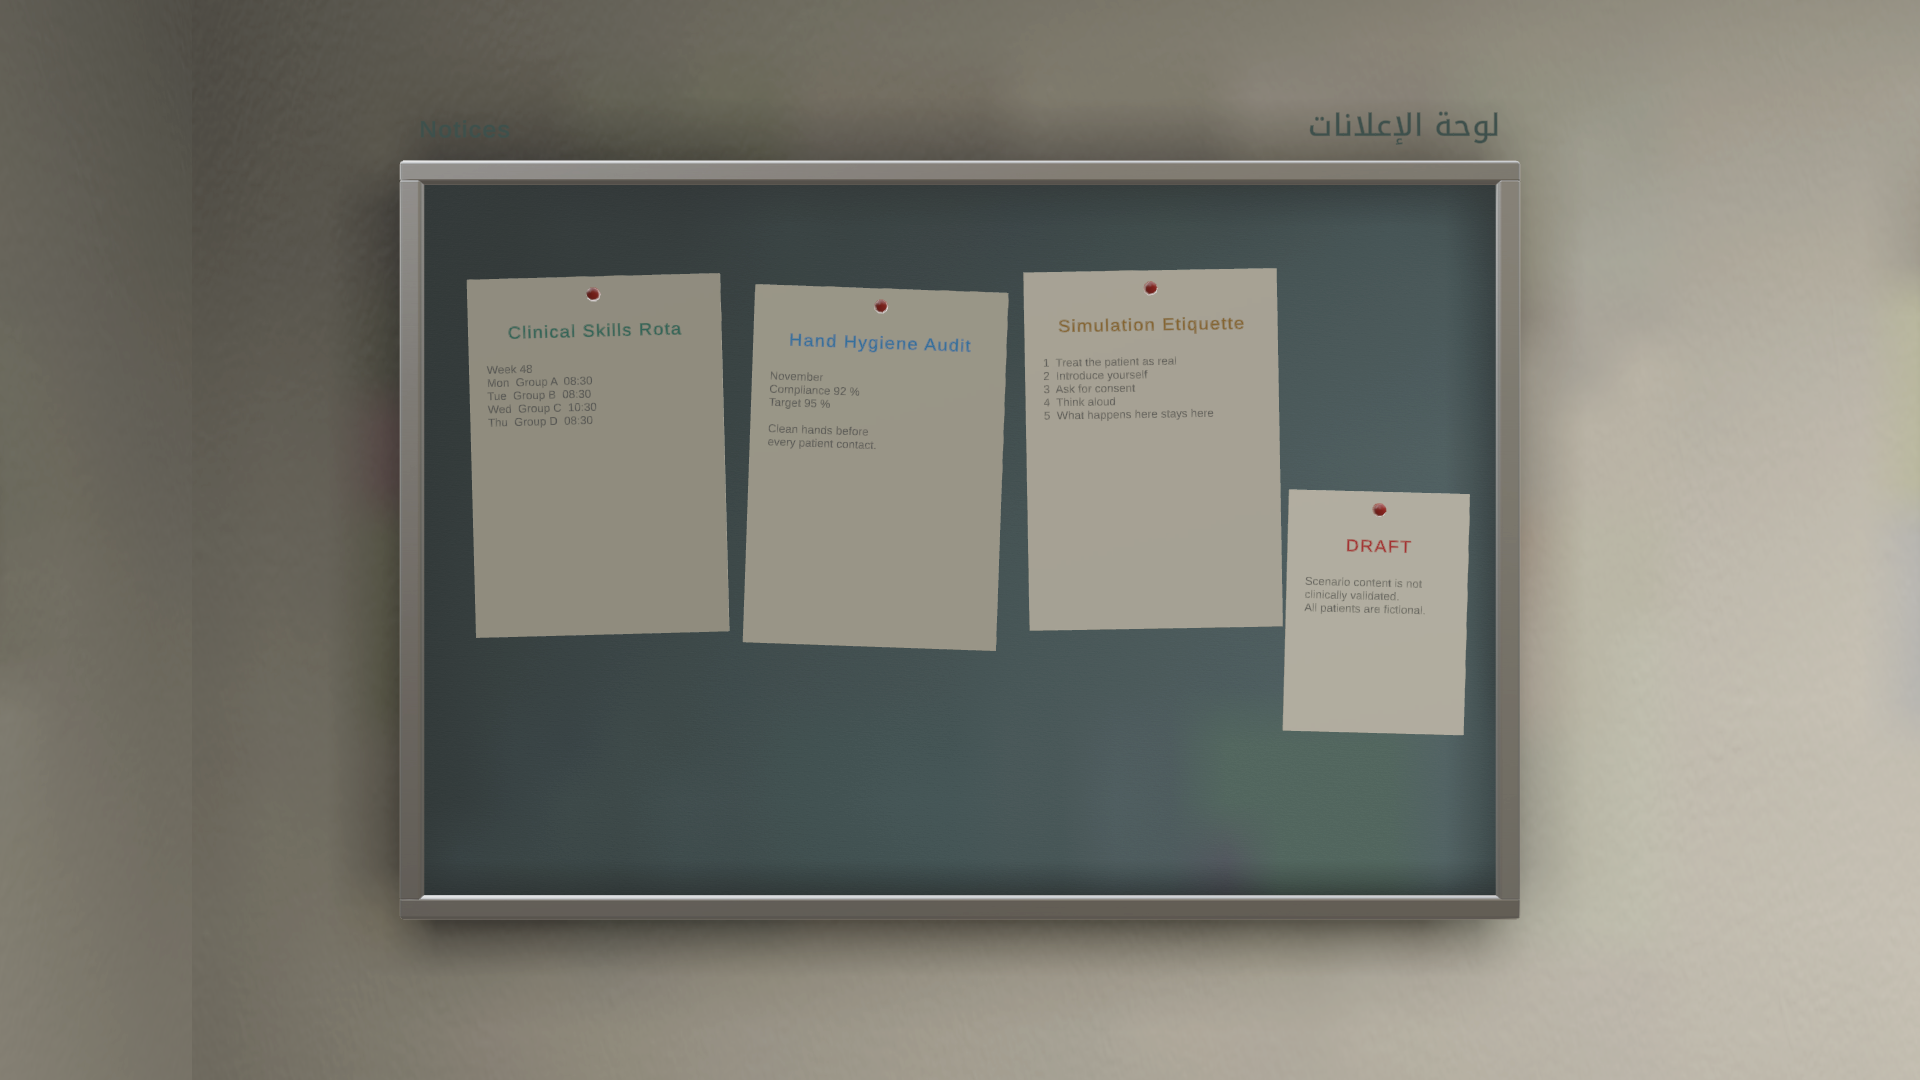 Notices
لوحة الإعلانات
Clinical Skills Rota
Week 48
Mon Group A 08:30
Tue Group B 08:30
Wed Group C 10:30
Thu Group D 08:30
Hand Hygiene Audit
November
Compliance 92 %
Target 95 %
Clean hands before
every patient contact.
Simulation Etiquette
1 Treat the patient as real
2 Introduce yourself
3 Ask for consent
4 Think aloud
5 What happens here stays here
DRAFT
Scenario content is not
clinically validated.
All patients are fictional.